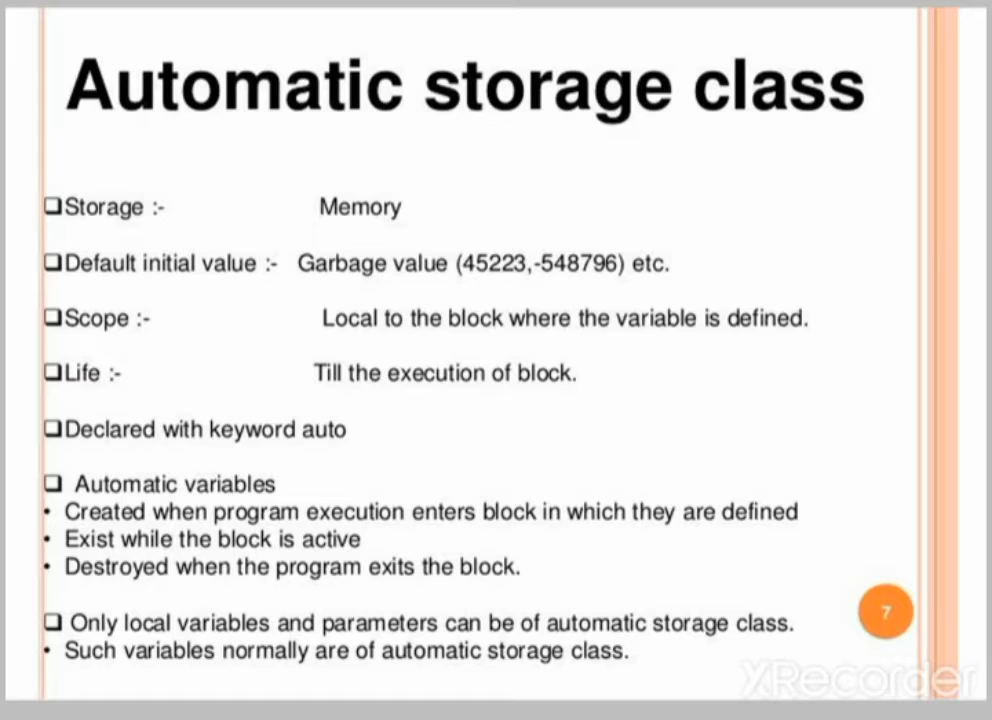 Automatic storage class
❑Storage :- Memory
❑Default initial value :- Garbage value (45223,-548796) etc.
❑Scope :- Local to the block where the variable is defined.
❑Life :- Till the execution of block.
❑Declared with keyword auto
❑ Automatic variables
• Created when program execution enters block in which they are defined
• Exist while the block is active
• Destroyed when the program exits the block.
7
❑ Only local variables and parameters can be of automatic storage class.
• Such variables normally are of automatic storage class.
XRecorder